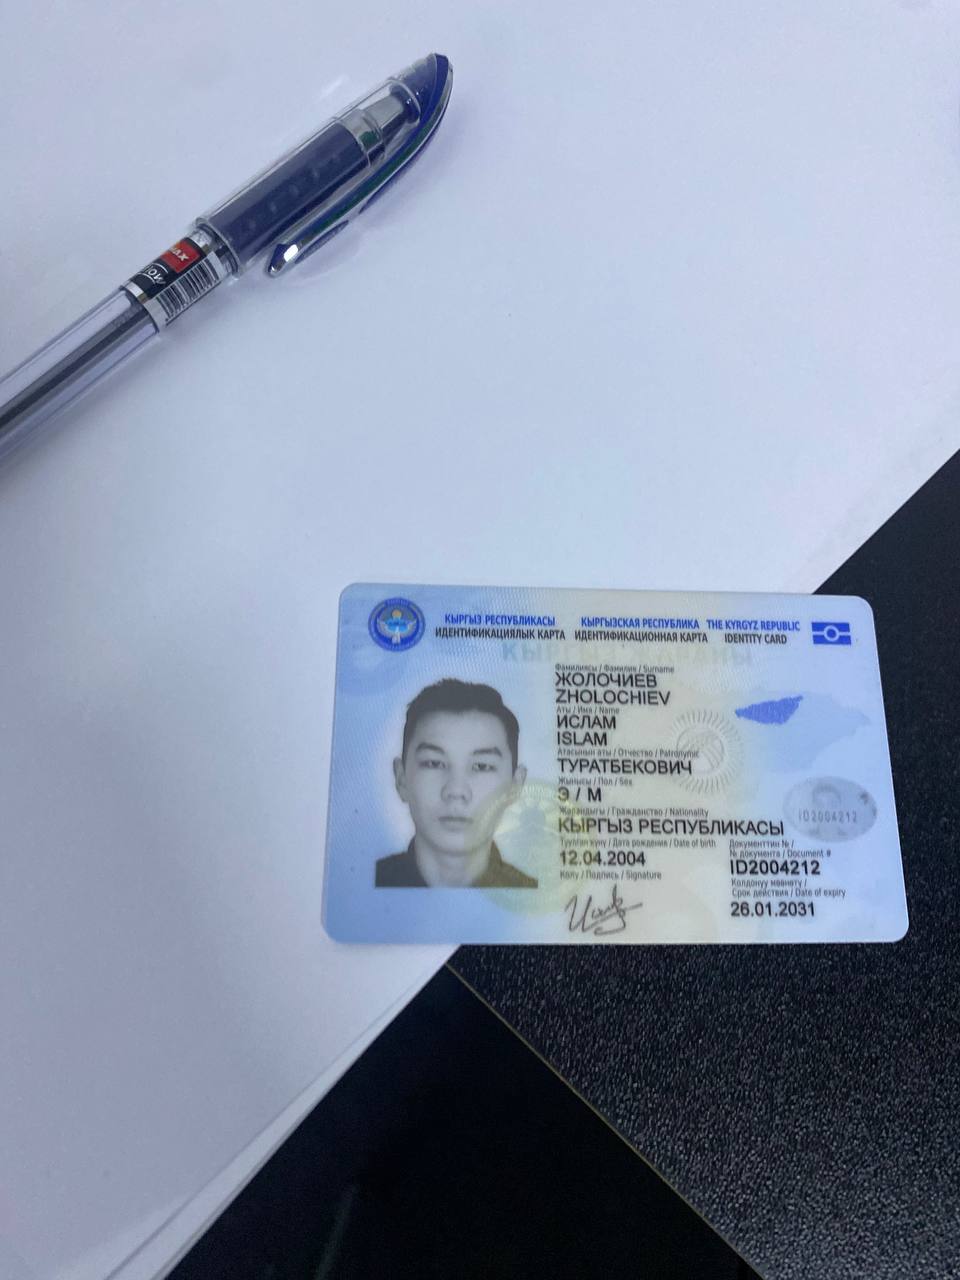 MAX
КЫРГЫЗ РЕСПУБЛИКАСЫ КЫРГЫЗСКАЯ РЕСПУБЛИКА THE KYRGYZ REPUBLIC
ИДЕНТИФИКАЦИЯЛЫК КАРТА ИДЕНТИФИКАЦИОННАЯ КАРТА IDENTITY CARD
Фамилиясы / Фамилия / Surname
ЖОЛОЧИЕВ
ZHOLOCHIEV
Аты / Имя / Name
ИСЛАМ
ISLAM
Атасынын аты / Отчество / Patronymic
ТУРАТБЕКОВИЧ
Жынысы / Пол / Sex
Э / М
Жарандыгы / Гражданство / Nationality
КЫРГЫЗ РЕСПУБЛИКАСЫ
ID2004212
Туулган күнү / Дата рождения / Date of birth
12.04.2004
Документтин № /
№ документа / Document #
ID2004212
Колу / Подпись / Signature
Колдонуу мөөнөтү /
Срок действия / Date of expiry
26.01.2031